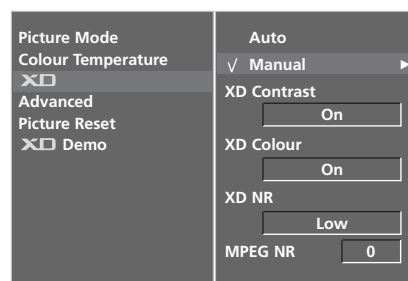 Picture Mode
Colour Temperature
XD
Advanced
Picture Reset
XD Demo
Auto
√ Manual
XD Contrast
On
XD Colour
On
XD NR
Low
MPEG NR 0